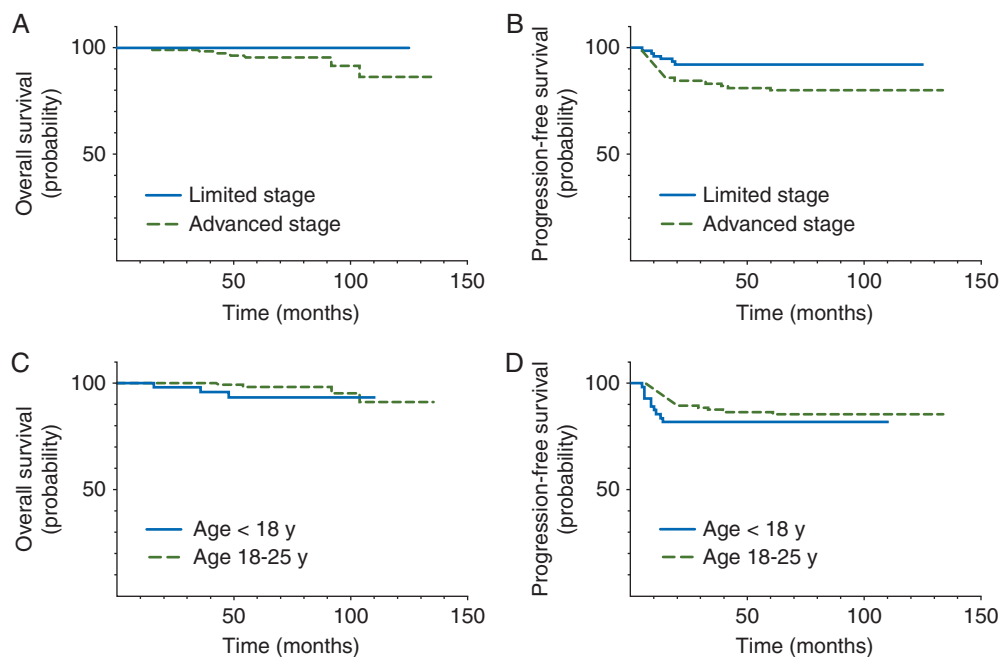 A
Overall survival
(probability)
100
50
Limited stage
Advanced stage
50
100
150
Time (months)
B
Progression-free survival
(probability)
100
50
Limited stage
Advanced stage
50
100
150
Time (months)
C
Overall survival
(probability)
100
50
Age < 18 y
Age 18-25 y
50
100
150
Time (months)
D
Progression-free survival
(probability)
100
50
Age < 18 y
Age 18-25 y
50
100
150
Time (months)